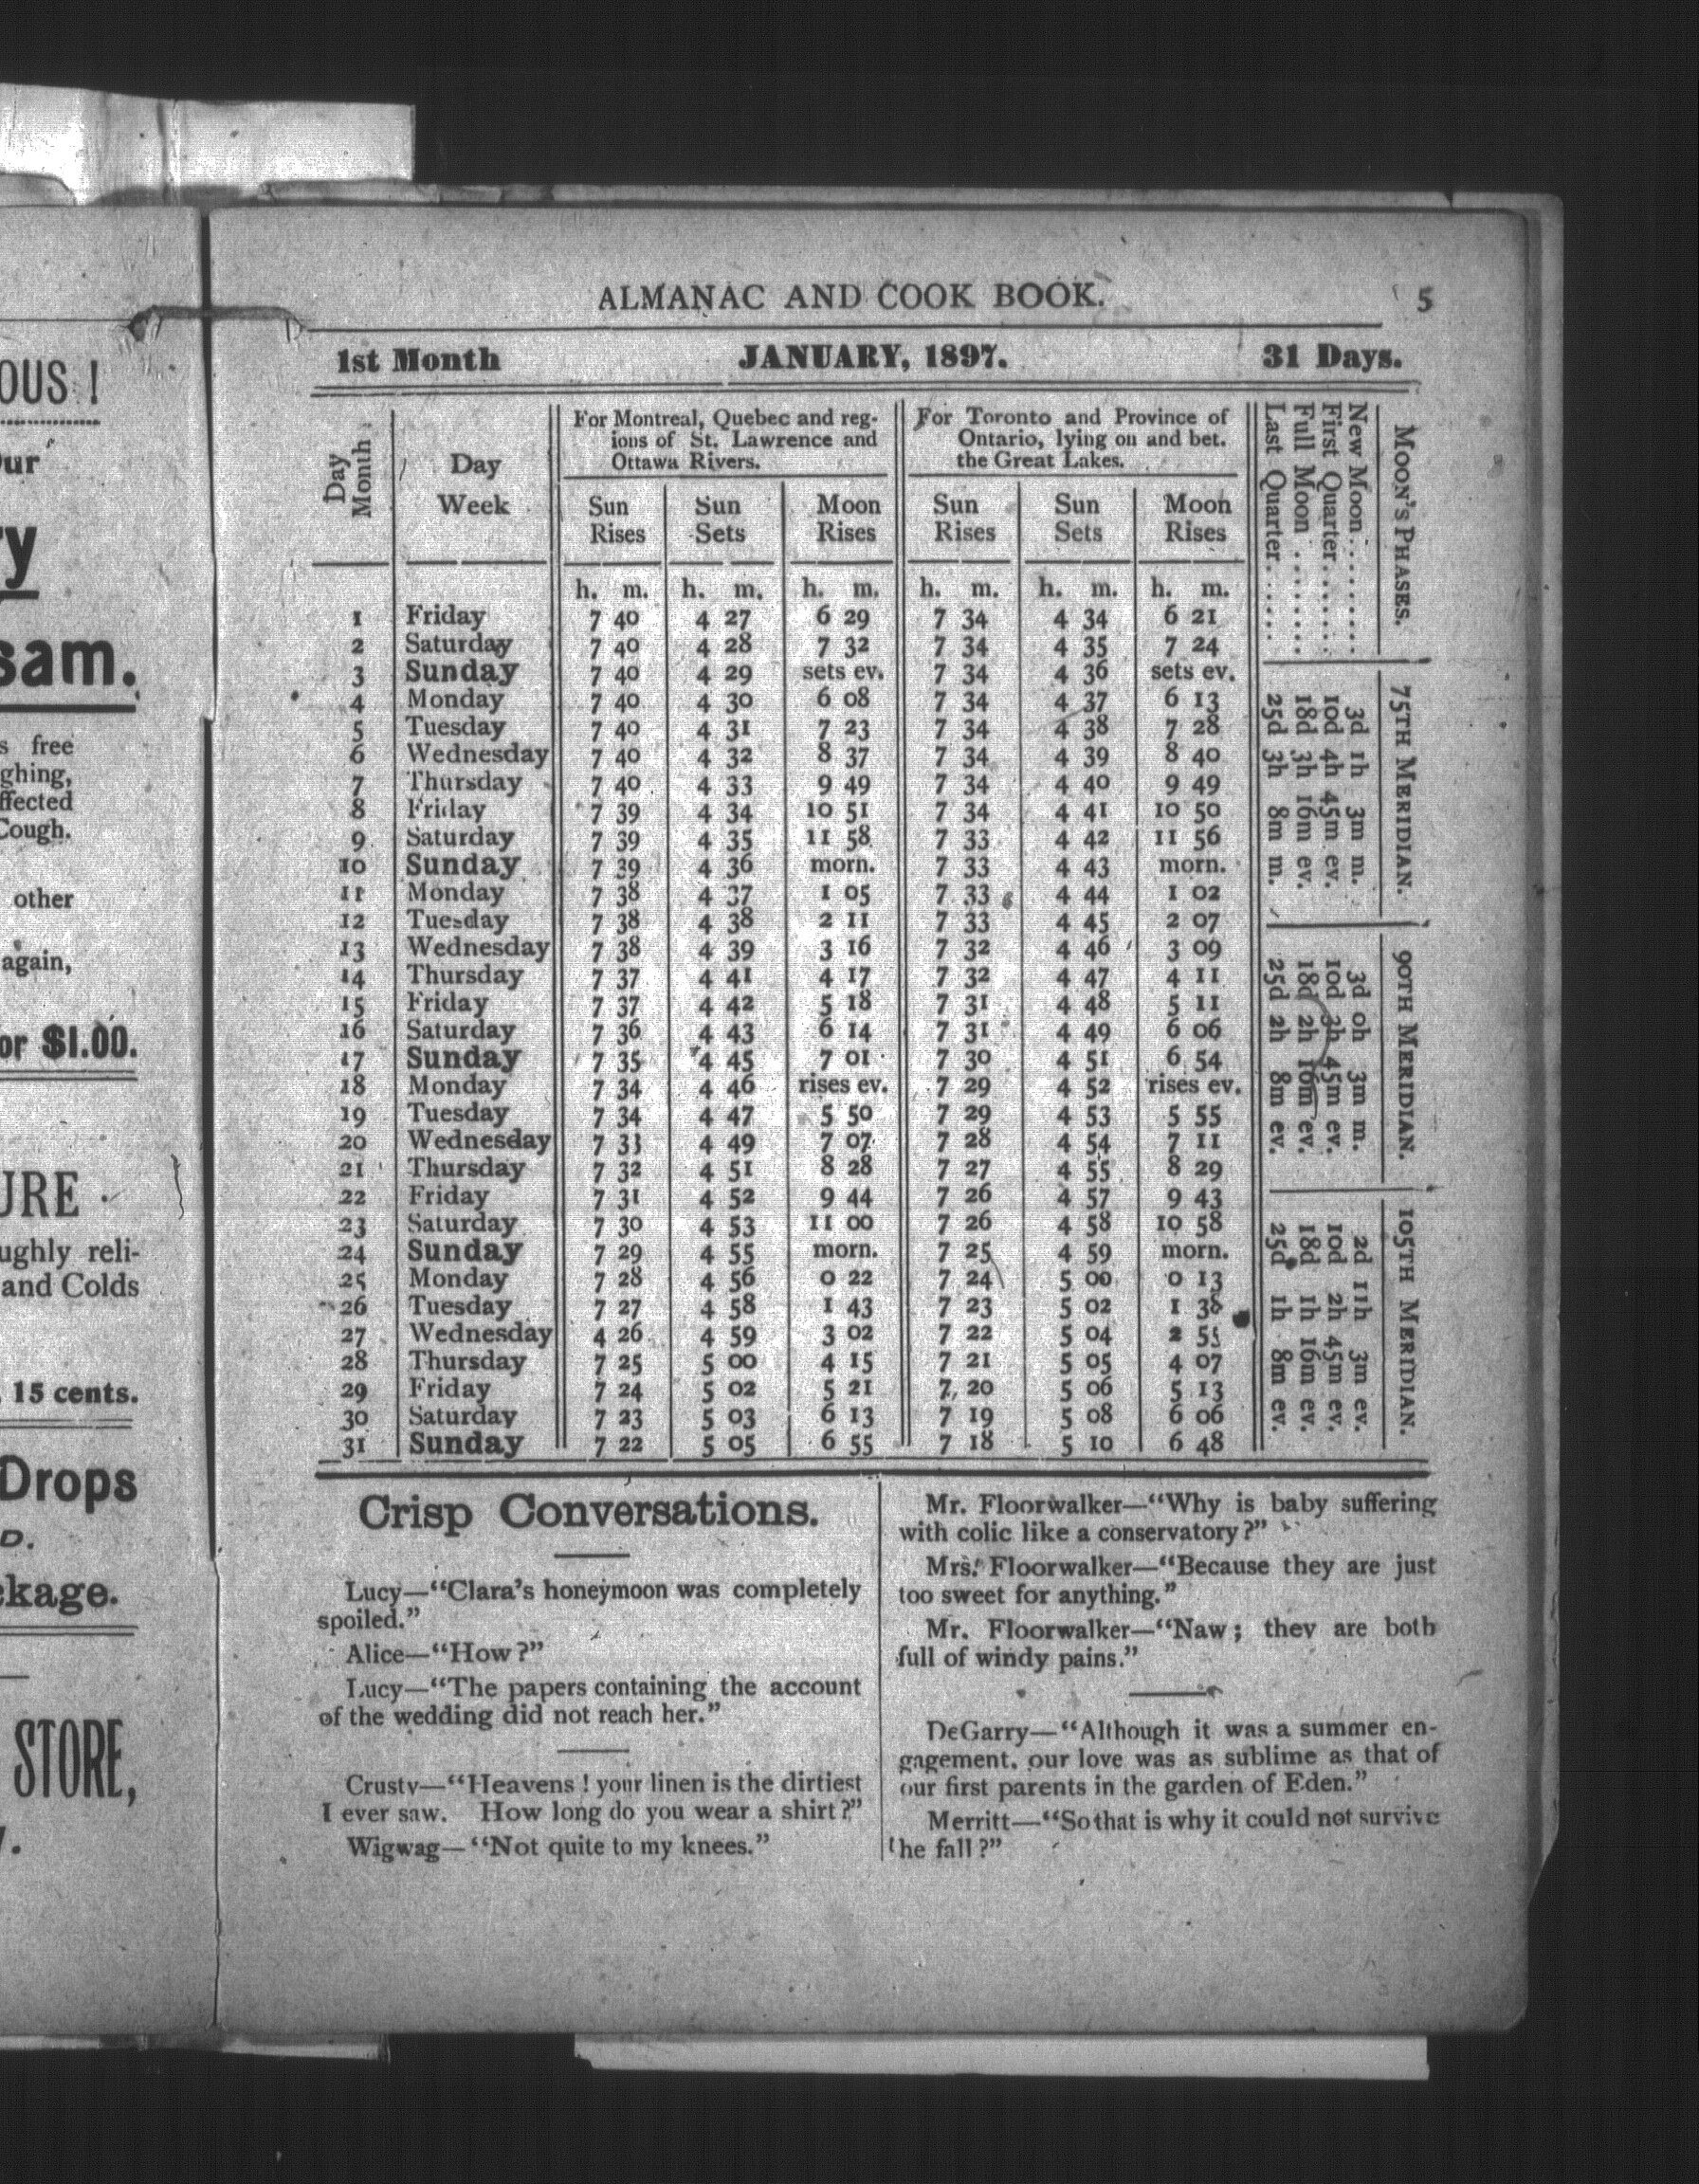 OUS !
Our
ry
sam.
s free
ghing,
ffected
Cough.
other
again,
or $1.00.
URE
ughly reli-
and Colds
15 cents.
Drops
D.
ckage.
STORE,
ALMANAC AND COOK BOOK. 5
1st Month JANUARY, 1897. 31 Days.
Day Month
Day Week
For Montreal, Quebec and reg-
ions of St. Lawrence and
Ottawa Rivers.
For Toronto and Province of
Ontario, lying on and bet.
the Great Lakes.
Sun Rises Sun Sets Moon Rises Sun Rises Sun Sets Moon Rises
h. m. h. m. h. m. h. m. h. m. h. m.
1 Friday 7 40 4 27 6 29 7 34 4 34 6 21
2 Saturday 7 40 4 28 7 32 7 34 4 35 7 24
3 Sunday 7 40 4 29 sets ev. 7 34 4 36 sets ev.
4 Monday 7 40 4 30 6 08 7 34 4 37 6 13
5 Tuesday 7 40 4 31 7 23 7 34 4 38 7 28
6 Wednesday 7 40 4 32 8 37 7 34 4 39 8 40
7 Thursday 7 40 4 33 9 49 7 34 4 40 9 49
8 Friday 7 39 4 34 10 51 7 34 4 41 10 50
9 Saturday 7 39 4 35 11 58 7 33 4 42 11 56
10 Sunday 7 39 4 36 morn. 7 33 4 43 morn.
11 Monday 7 38 4 37 1 05 7 33 4 44 1 02
12 Tuesday 7 38 4 38 2 11 7 33 4 45 2 07
13 Wednesday 7 38 4 39 3 16 7 32 4 46 3 09
14 Thursday 7 37 4 41 4 17 7 32 4 47 4 11
15 Friday 7 37 4 42 5 18 7 31 4 48 5 11
16 Saturday 7 36 4 43 6 14 7 31 4 49 6 06
17 Sunday 7 35 4 45 7 01 7 30 4 51 6 54
18 Monday 7 34 4 46 rises ev. 7 29 4 52 rises ev.
19 Tuesday 7 34 4 47 5 50 7 29 4 53 5 55
20 Wednesday 7 33 4 49 7 07 7 28 4 54 7 11
21 Thursday 7 32 4 51 8 28 7 27 4 55 8 29
22 Friday 7 31 4 52 9 44 7 26 4 57 9 43
23 Saturday 7 30 4 53 11 00 7 26 4 58 10 58
24 Sunday 7 29 4 55 morn. 7 25 4 59 morn.
25 Monday 7 28 4 56 0 22 7 24 5 00 0 13
26 Tuesday 7 27 4 58 1 43 7 23 5 02 1 38
27 Wednesday 4 26 4 59 3 02 7 22 5 04 2 55
28 Thursday 7 25 5 00 4 15 7 21 5 05 4 07
29 Friday 7 24 5 02 5 21 7 20 5 06 5 13
30 Saturday 7 23 5 03 6 13 7 19 5 08 6 06
31 Sunday 7 22 5 05 6 55 7 18 5 10 6 48
MOON'S PHASES. 75TH MERIDIAN. 90TH MERIDIAN. 105TH MERIDIAN.
New Moon........ 3d 1h 3m m. 3d 0h 3m m. 2d 11h 3m ev.
First Quarter...... 10d 4h 45m ev. 10d 3h 45m ev. 10d 2h 45m ev.
Full Moon ........ 18d 3h 16m ev. 18d 2h 16m ev. 18d 1h 16m ev.
Last Quarter...... 25d 3h 8m m. 25d 2h 8m ev. 25d 1h 8m ev.
Crisp Conversations.
Lucy—“Clara’s honeymoon was completely
spoiled.”
Alice—“How?”
Lucy—“The papers containing the account
of the wedding did not reach her.”
Crusty—“Heavens ! your linen is the dirtiest
I ever saw. How long do you wear a shirt?”
Wigwag—“Not quite to my knees.”
Mr. Floorwalker—“Why is baby suffering
with colic like a conservatory?”
Mrs. Floorwalker—“Because they are just
too sweet for anything.”
Mr. Floorwalker—“Naw; they are both
full of windy pains.”
DeGarry—“Although it was a summer en-
gagement, our love was as sublime as that of
our first parents in the garden of Eden.”
Merritt—“So that is why it could not survive
the fall?”